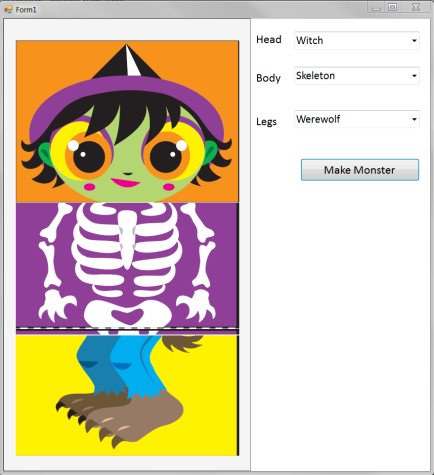 Form1
Head Witch
Body Skeleton
Legs Werewolf
Make Monster